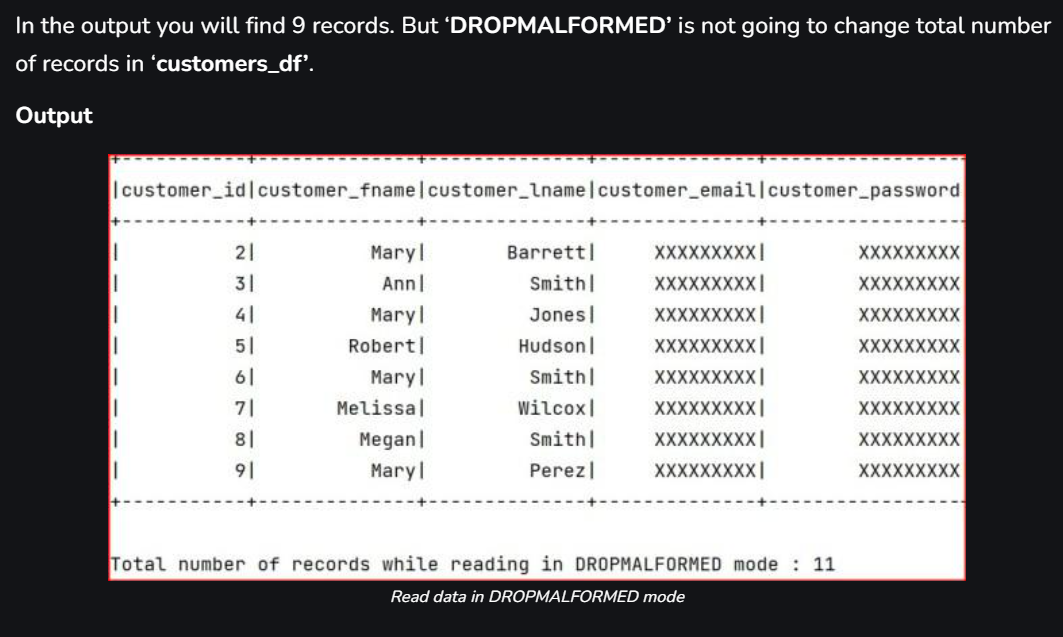 In the output you will find 9 records. But ‘DROPMALFORMED’ is not going to change total number
of records in ‘customers_df’.
Output
+------------+--------------+--------------+--------------+-----------------
|customer_id|customer_fname|customer_lname|customer_email|customer_password
+------------+--------------+--------------+--------------+-----------------
| 2| Mary| Barrett| XXXXXXXXX| XXXXXXXXX
| 3| Ann| Smith| XXXXXXXXX| XXXXXXXXX
| 4| Mary| Jones| XXXXXXXXX| XXXXXXXXX
| 5| Robert| Hudson| XXXXXXXXX| XXXXXXXXX
| 6| Mary| Smith| XXXXXXXXX| XXXXXXXXX
| 7| Melissa| Wilcox| XXXXXXXXX| XXXXXXXXX
| 8| Megan| Smith| XXXXXXXXX| XXXXXXXXX
| 9| Mary| Perez| XXXXXXXXX| XXXXXXXXX
+------------+--------------+--------------+--------------+-----------------
Total number of records while reading in DROPMALFORMED mode : 11
Read data in DROPMALFORMED mode